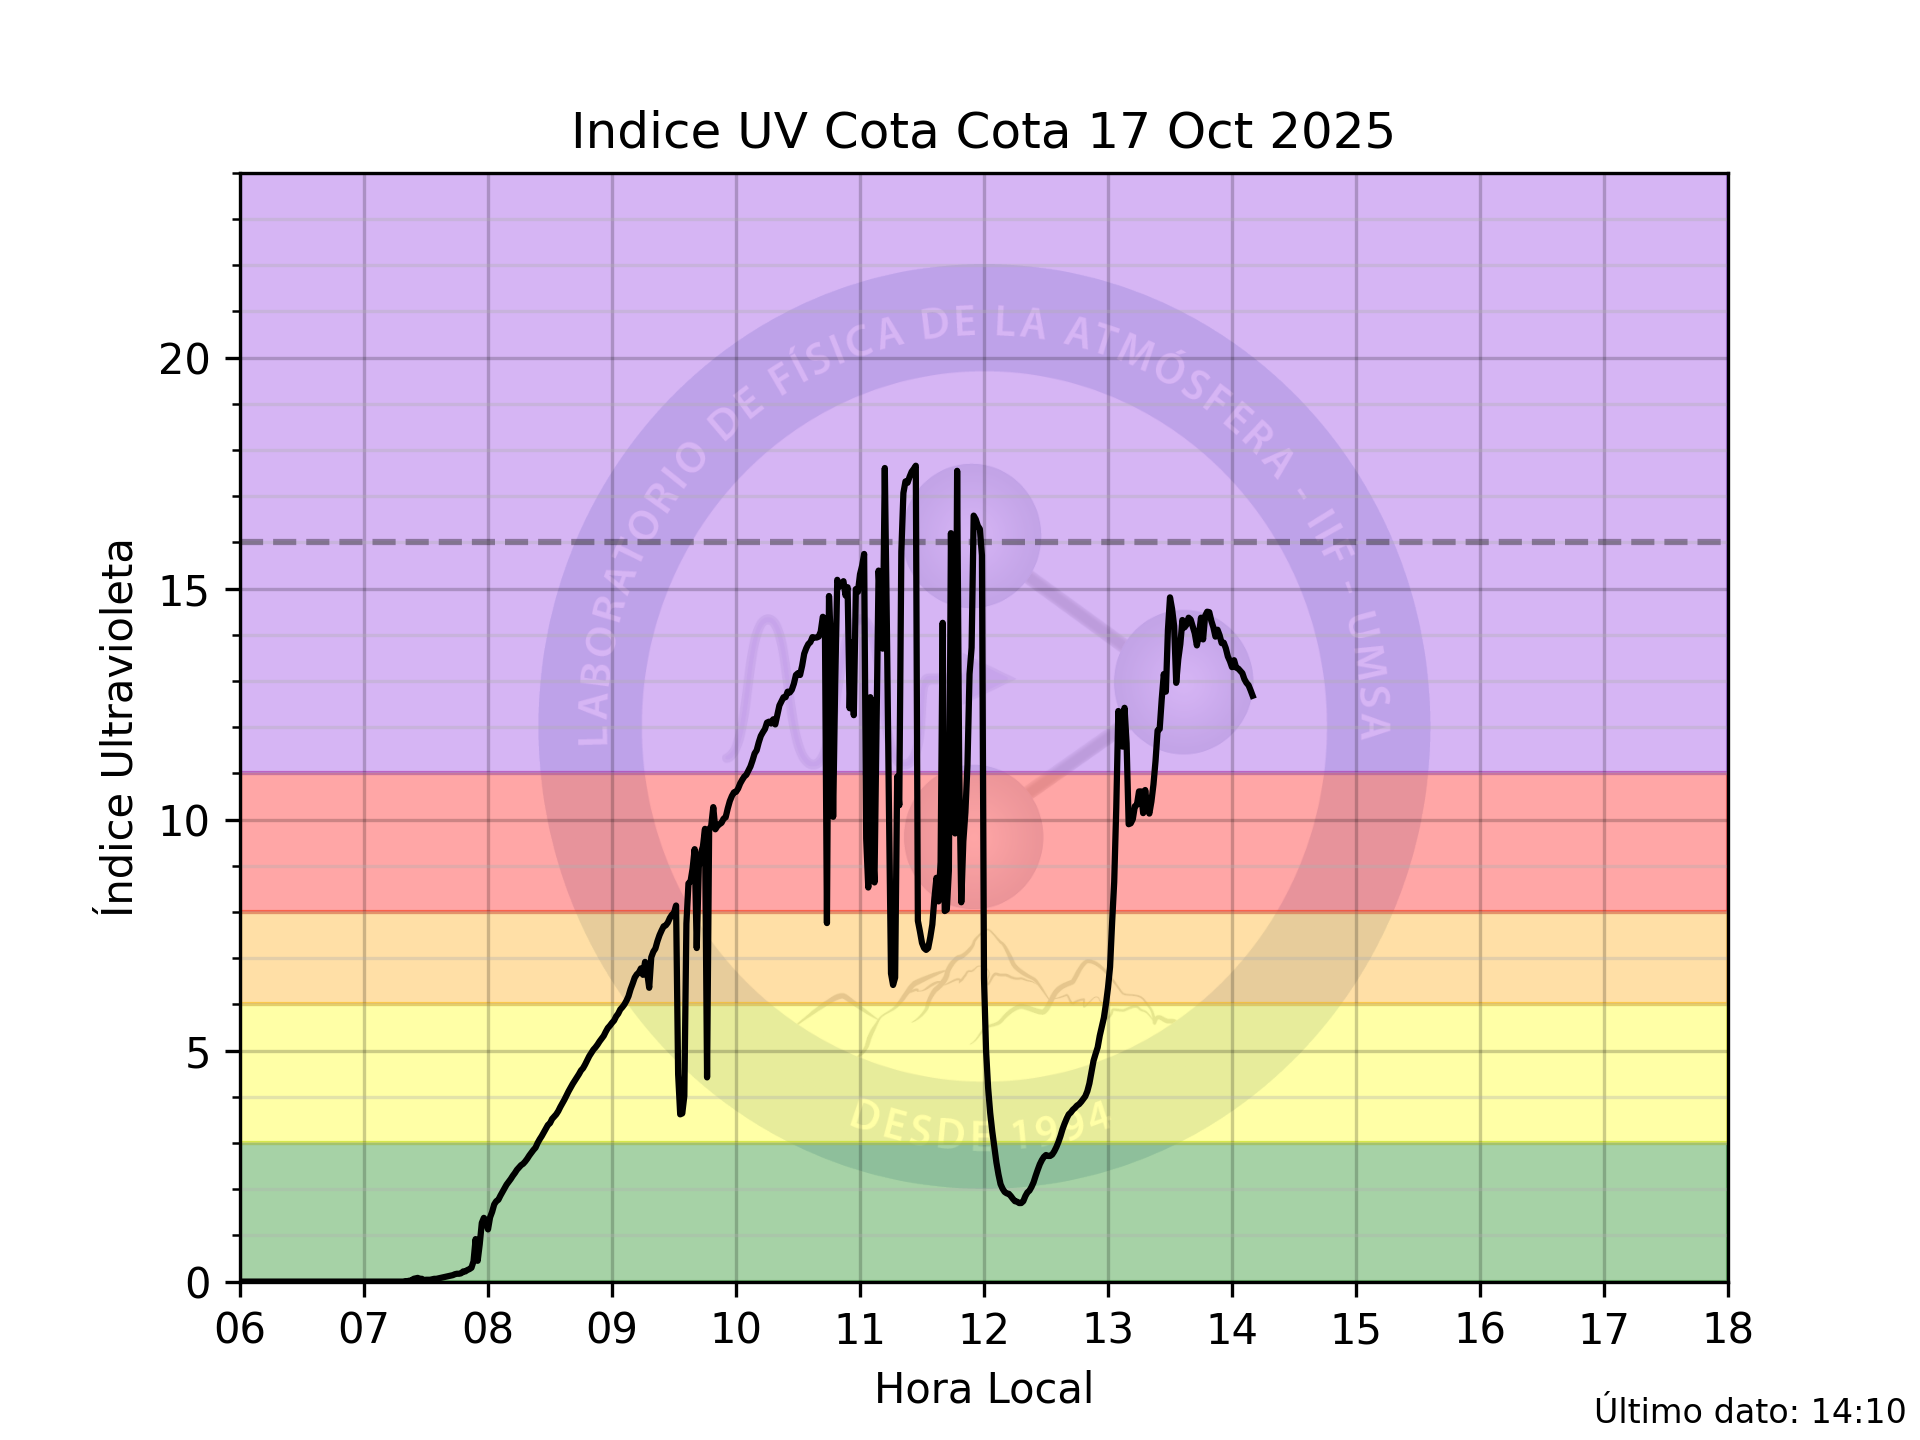 Indice UV Cota Cota 17 Oct 2025
LABORATORIO DE FÍSICA DE LA ATMÓSFERA - IIF - UMSA
DESDE 1994
Índice Ultravioleta
20
15
10
5
0
06 07 08 09 10 11 12 13 14 15 16 17 18
Hora Local
Último dato: 14:10